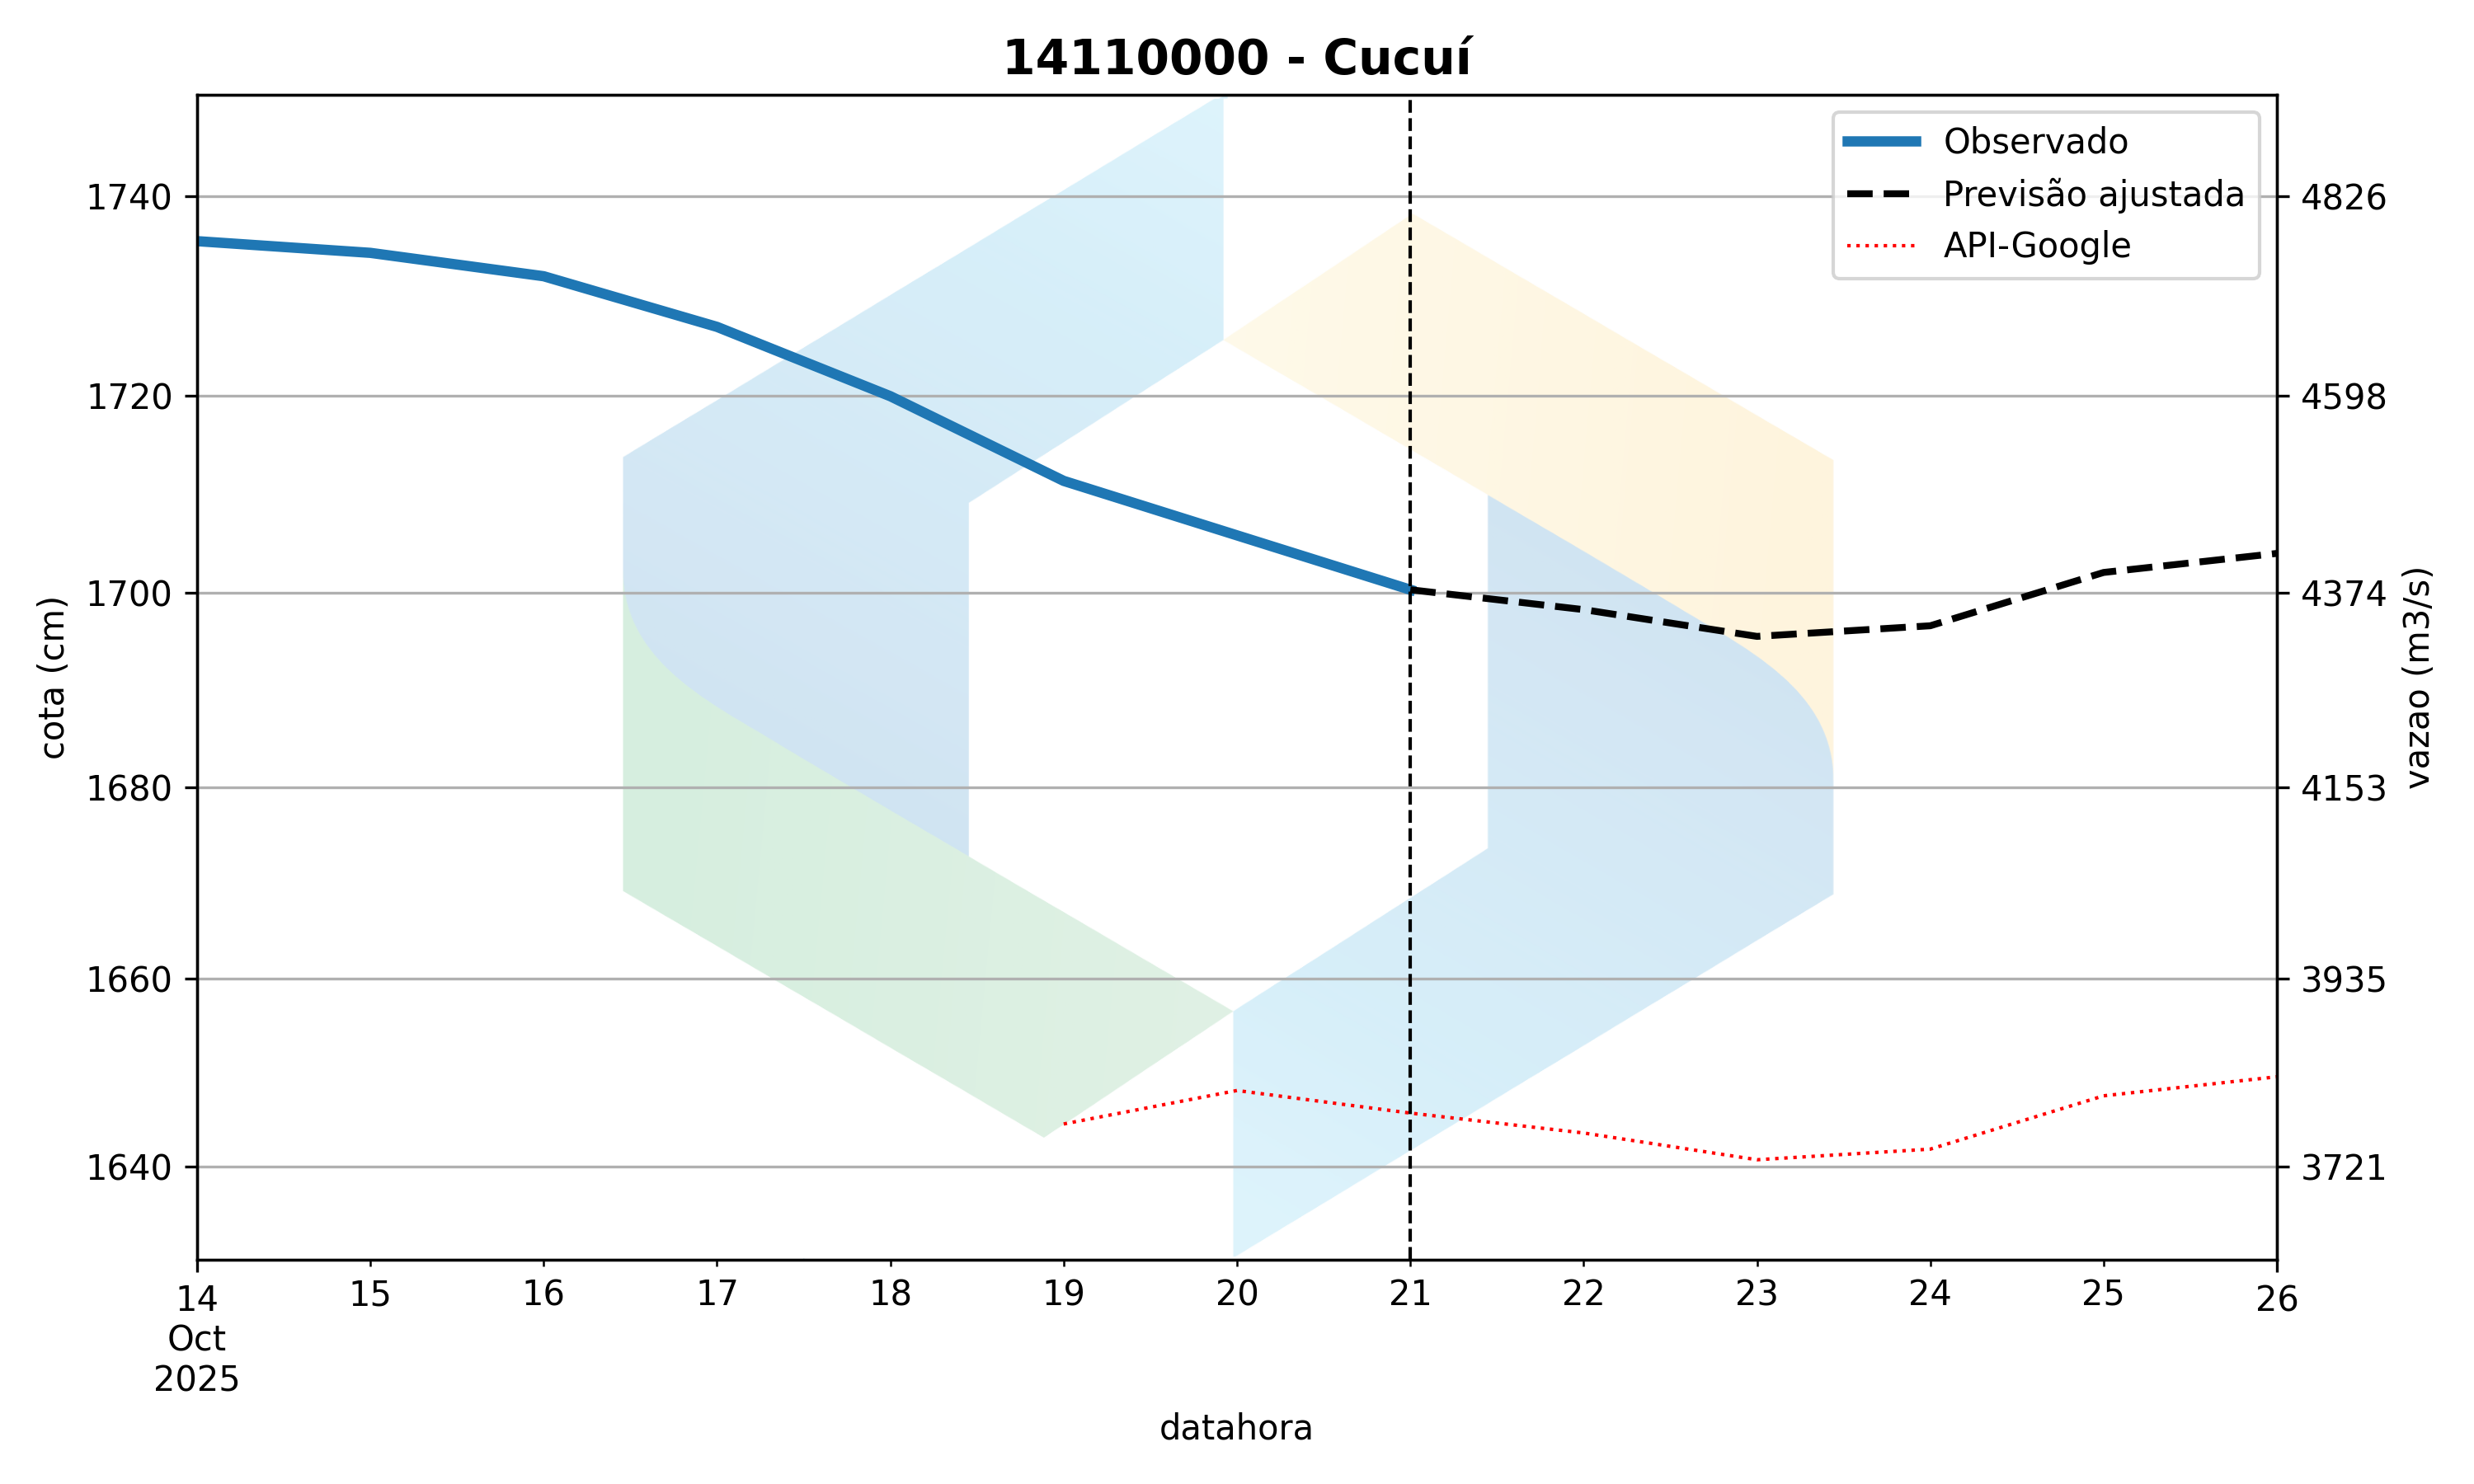 14110000 - Cucuí
Observado
Previsão ajustada
API-Google
1740
1720
1700
1680
1660
1640
cota (cm)
4826
4598
4374
4153
3935
3721
vazao (m3/s)
14 15 16 17 18 19 20 21 22 23 24 25 26
Oct
2025
datahora